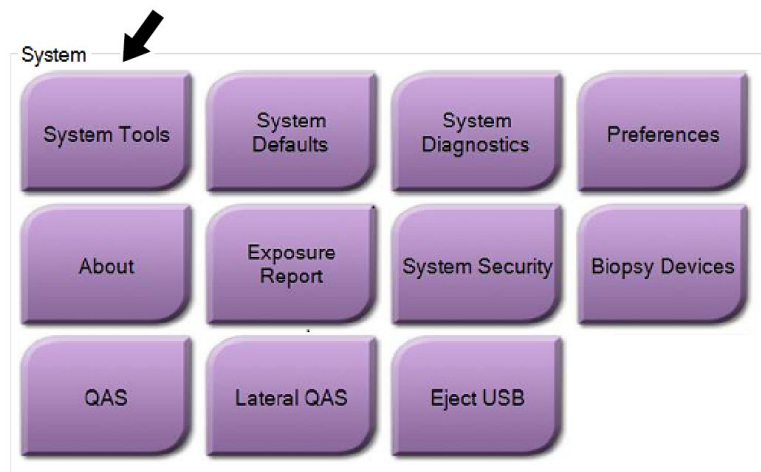 System
System Tools
System
Defaults
System
Diagnostics
Preferences
About
Exposure
Report
System Security
Biopsy Devices
QAS
Lateral QAS
Eject USB